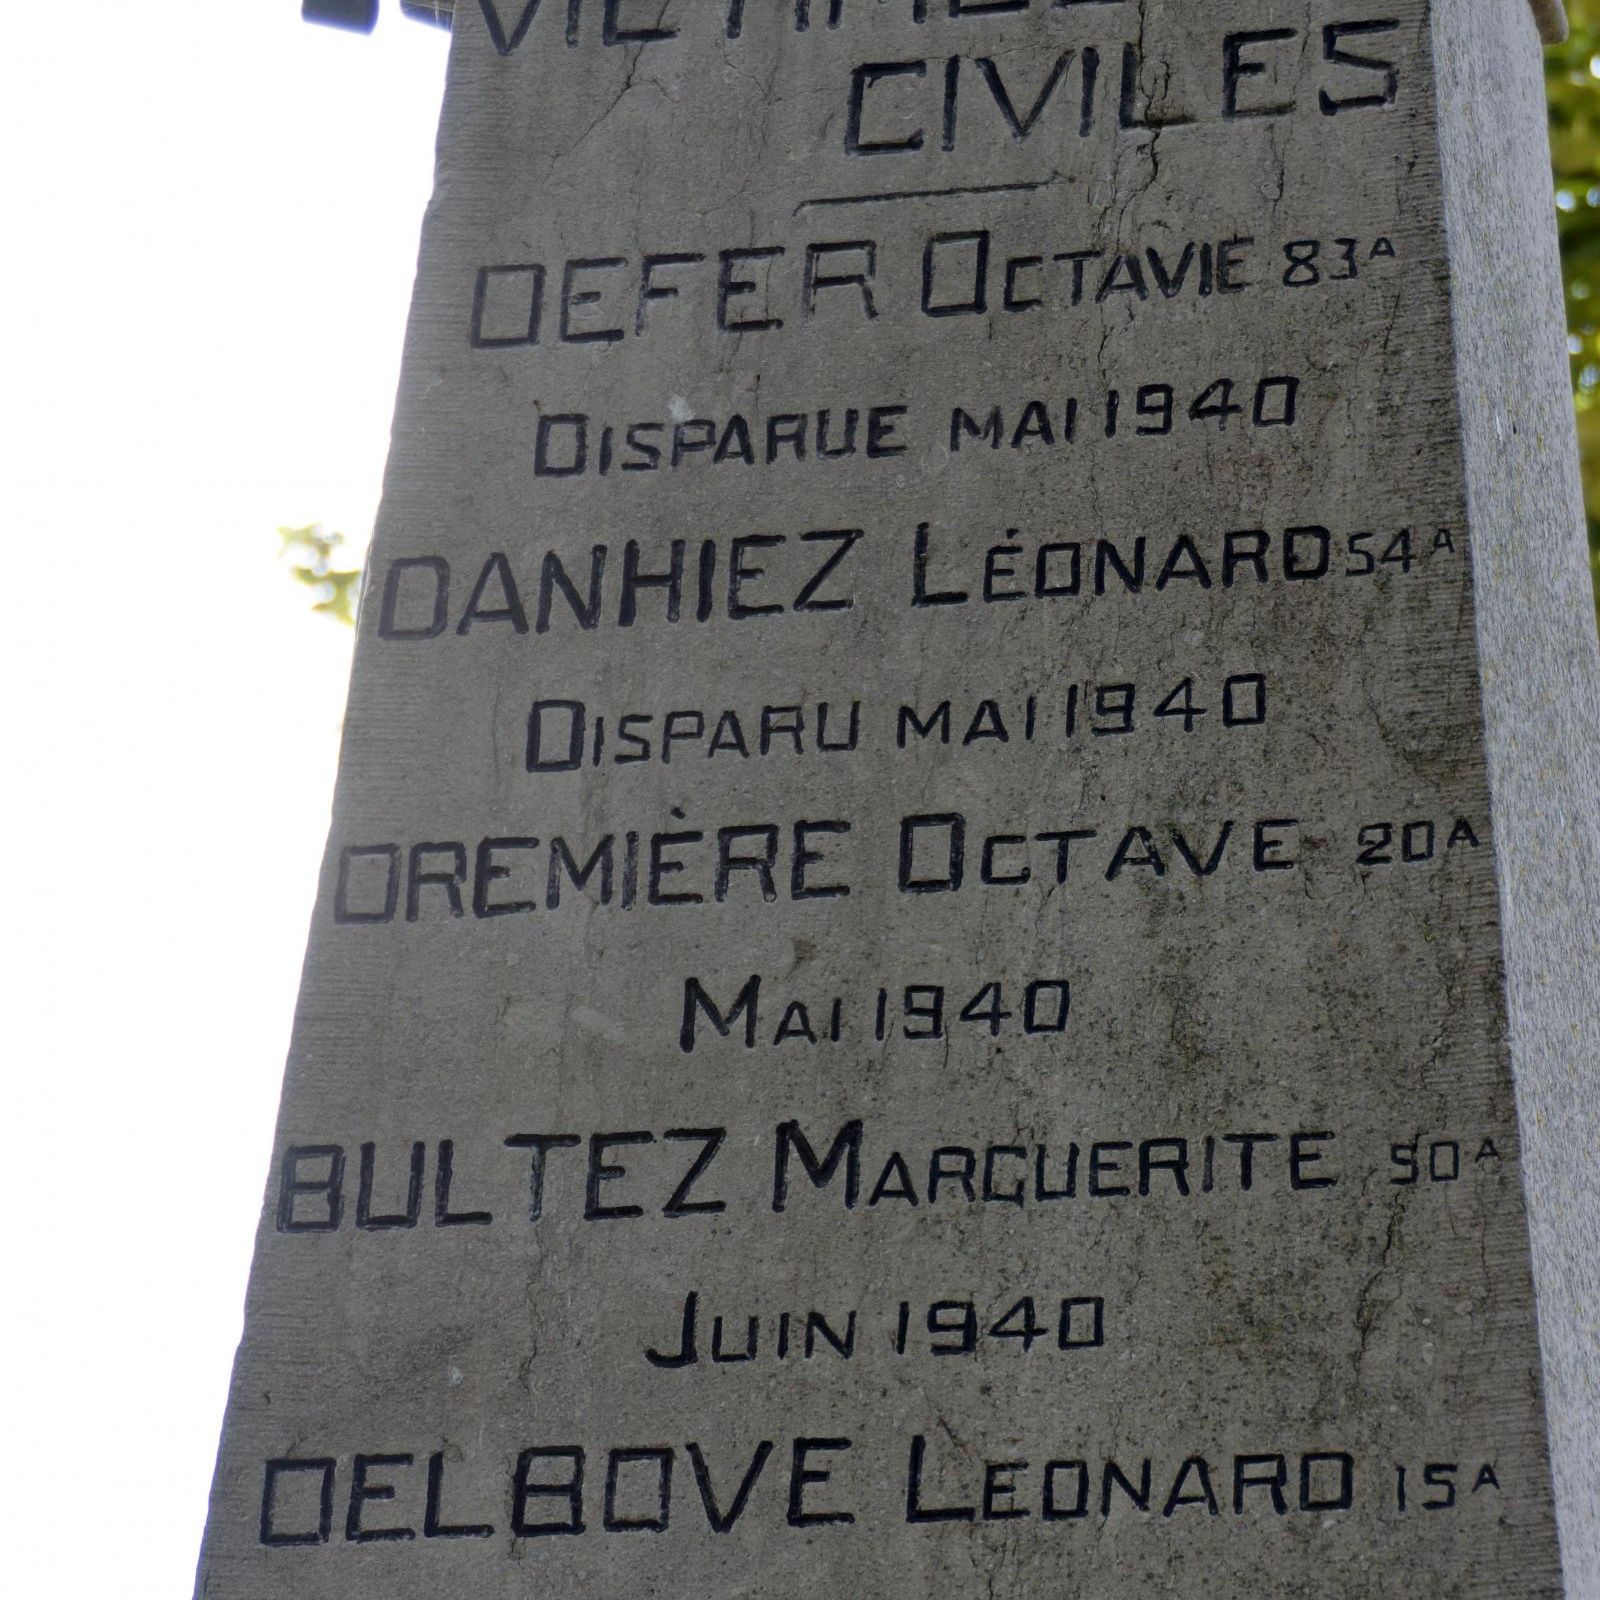 VICTIMES
CIVILES
DEFER OCTAVIE 83A
DISPARUE MAI 1940
DANHIEZ LÉONARD 54A
DISPARU MAI 1940
DREMIÈRE OCTAVE 20A
MAI 1940
BULTEZ MARGUERITE 50A
JUIN 1940
DELBOVE LEONARD 15A